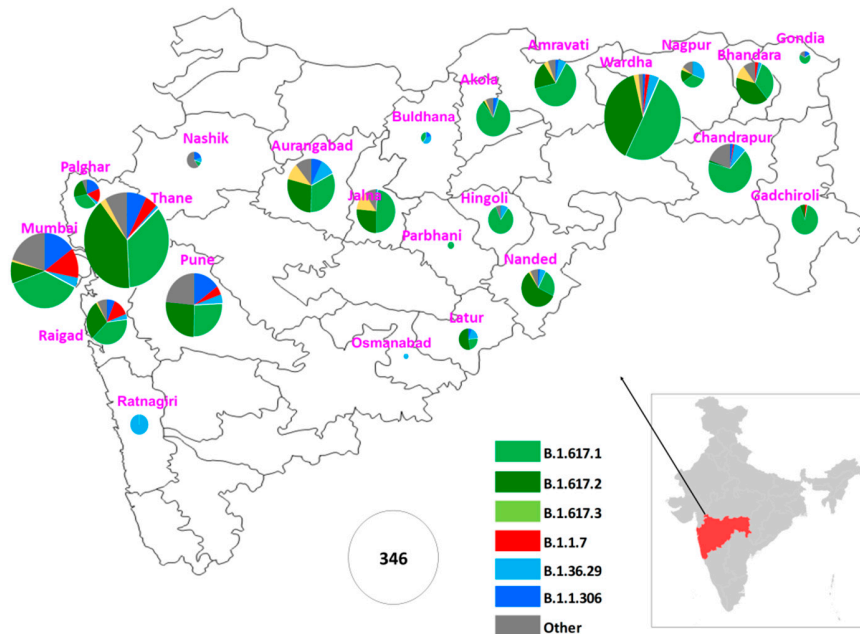 Gondia
Amravati
Nagpur
Bhandara
Wardha
Akola
Buldhana
Nashik
Aurangabad
Chandrapur
Palghar
Thane
Jalna
Hingoli
Gadchiroli
Mumbai
Parbhani
Pune
Nanded
Latur
Raigad
Osmanabad
Ratnagiri
B.1.617.1
B.1.617.2
B.1.617.3
B.1.1.7
B.1.36.29
B.1.1.306
Other
346